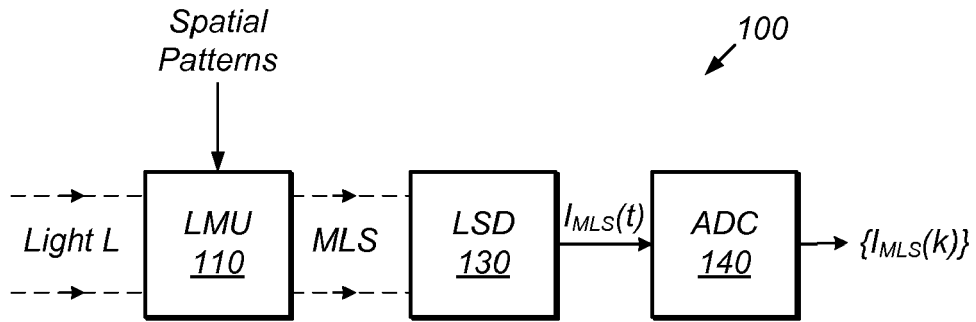 Spatial
Patterns
100
Light L
LMU
110
MLS
LSD
130
I_MLS(t)
ADC
140
{I_MLS(k)}